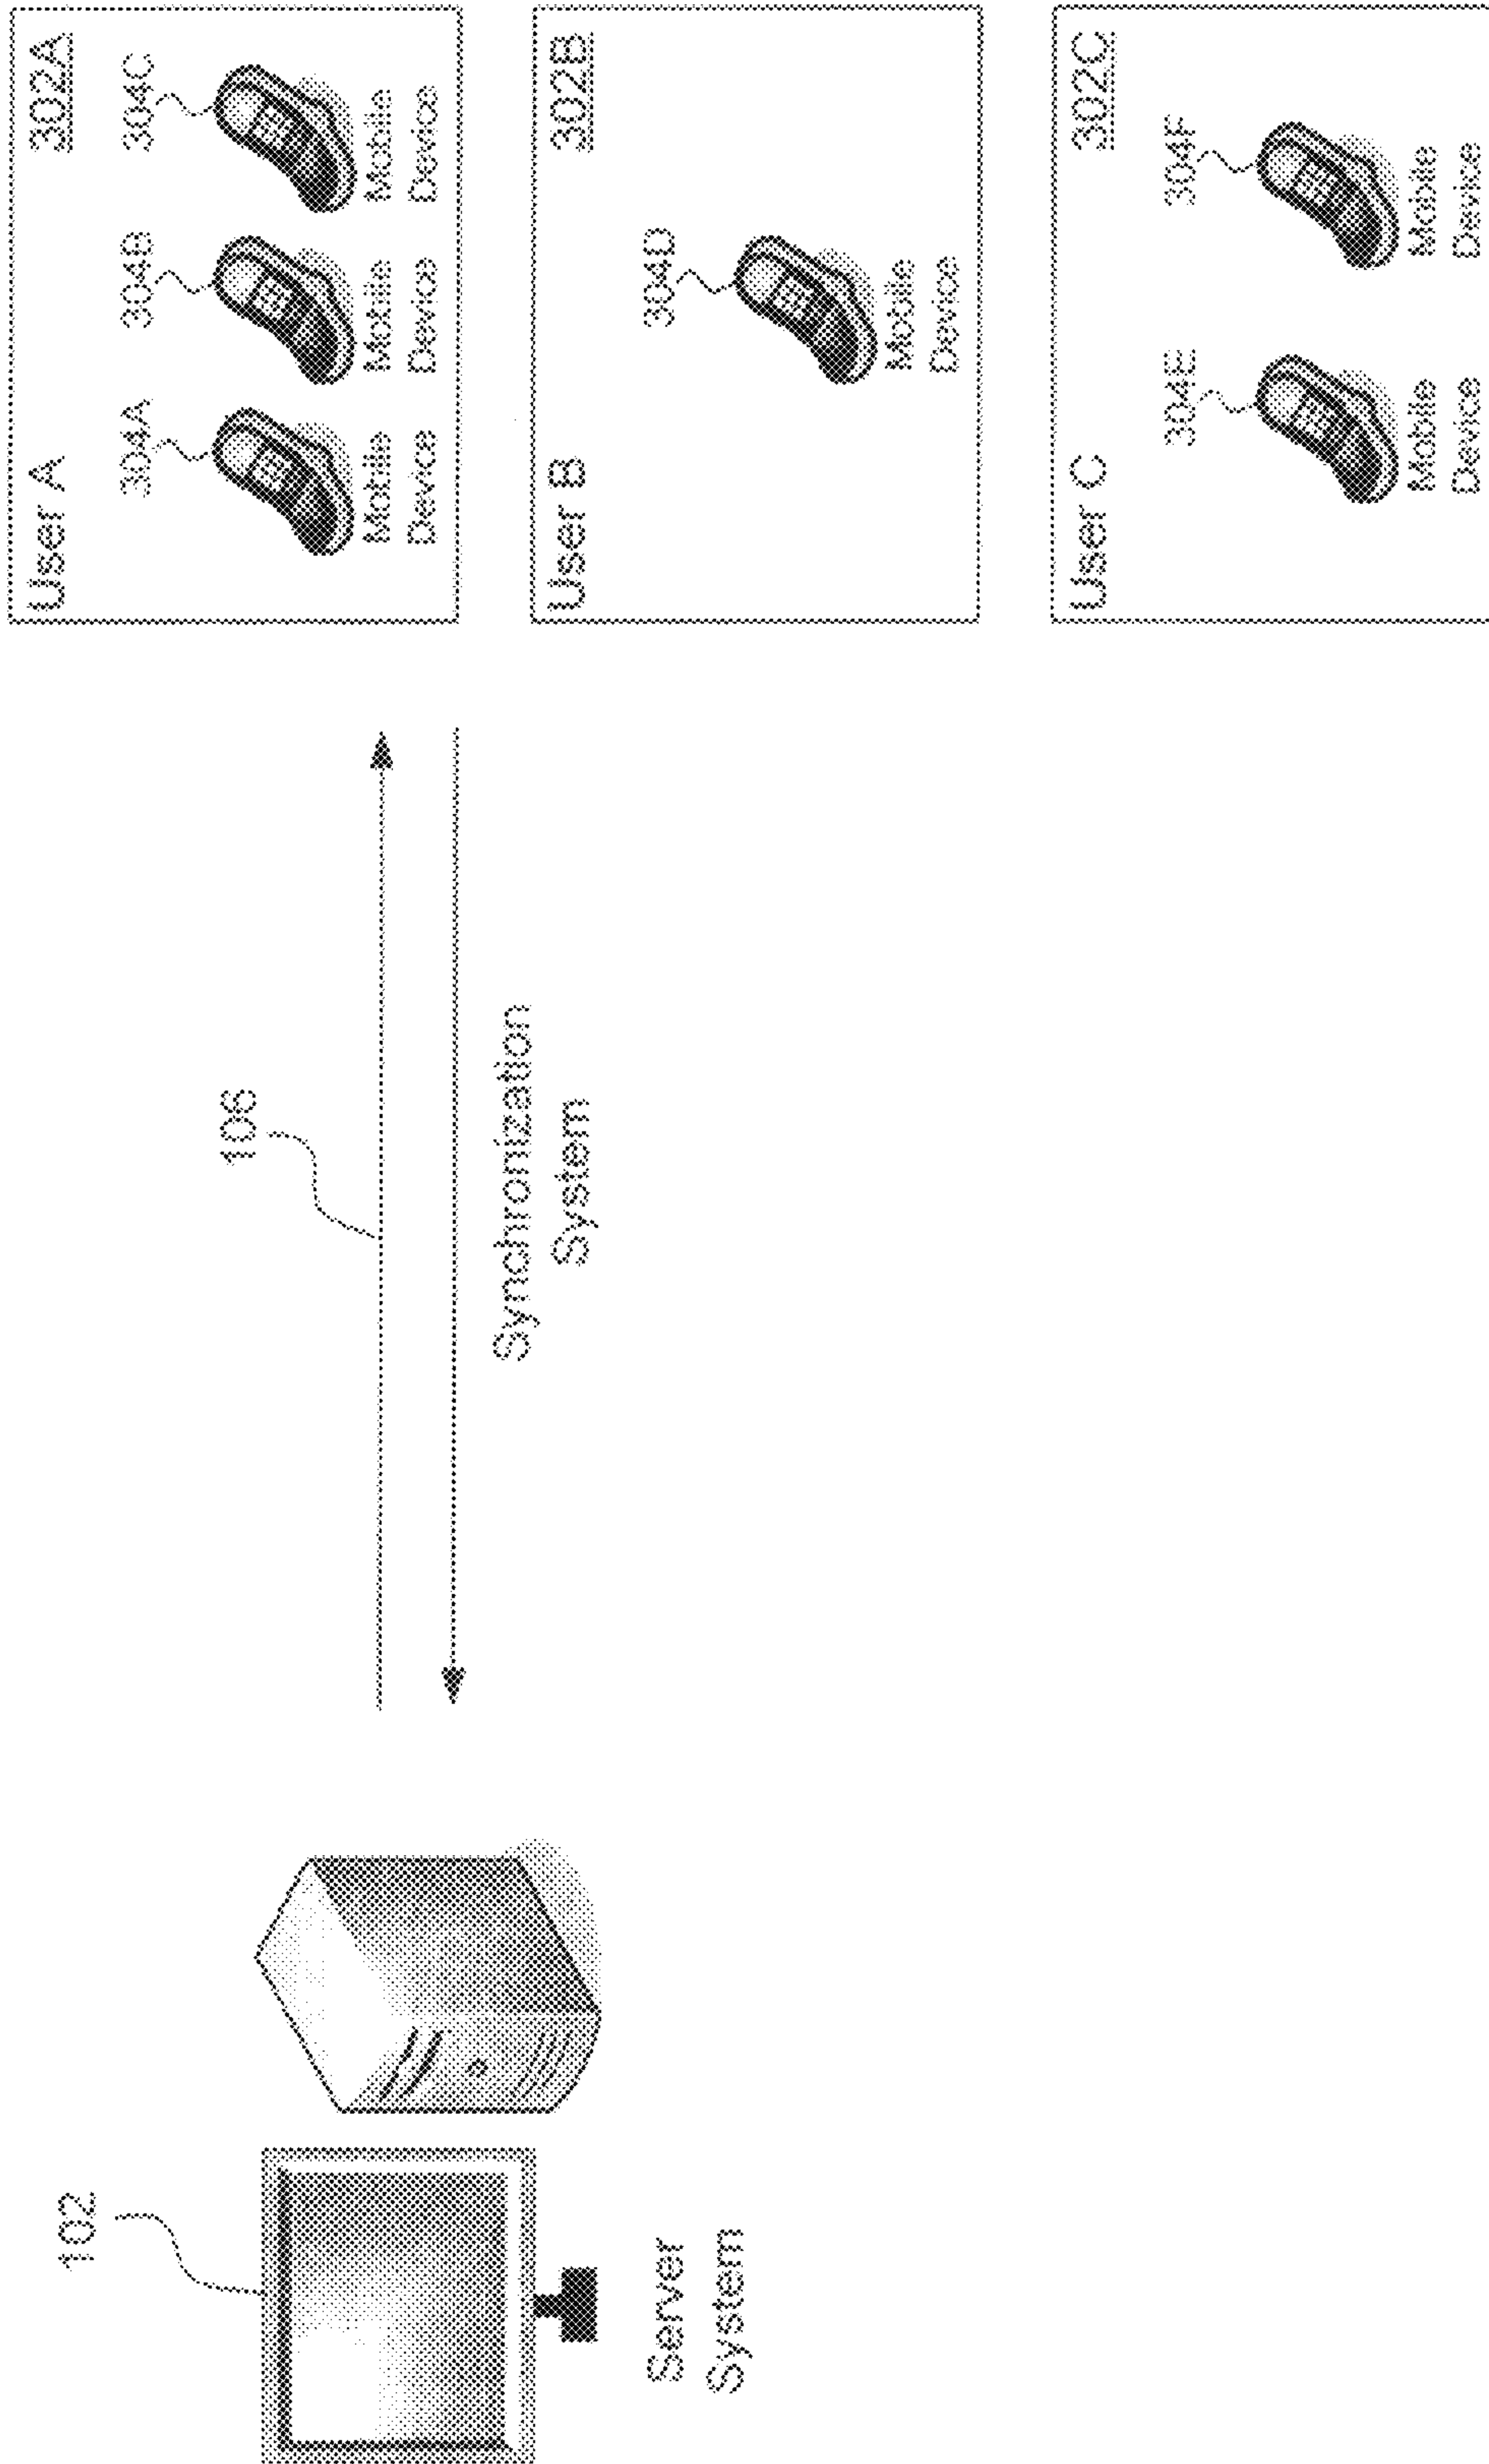 102
Server
System
106
Synchronization
System
User A
302A
304A
304B
304C
Mobile
Device
Mobile
Device
Mobile
Device
User B
302B
304D
Mobile
Device
User C
302C
304E
304F
Mobile
Device
Mobile
Device